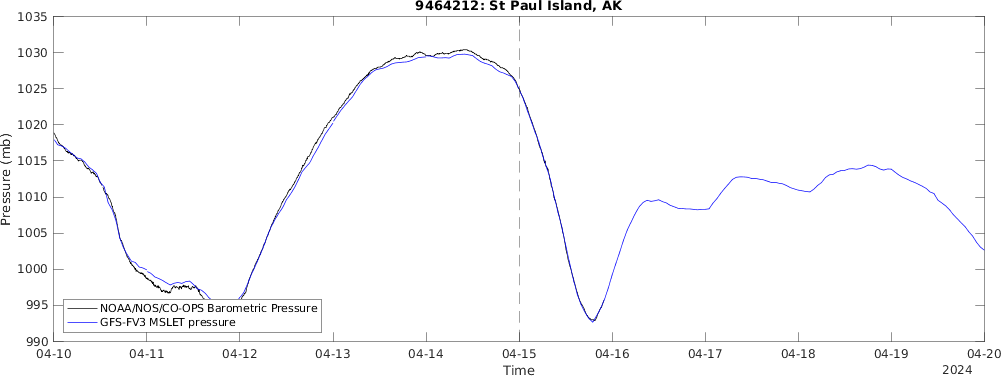 9464212: St Paul Island, AK
1035
1030
1025
1020
1015
1010
1005
1000
995
990
Pressure (mb)
NOAA/NOS/CO-OPS Barometric Pressure
GFS-FV3 MSLET pressure
04-10 04-11 04-12 04-13 04-14 04-15 04-16 04-17 04-18 04-19 04-20
Time
2024